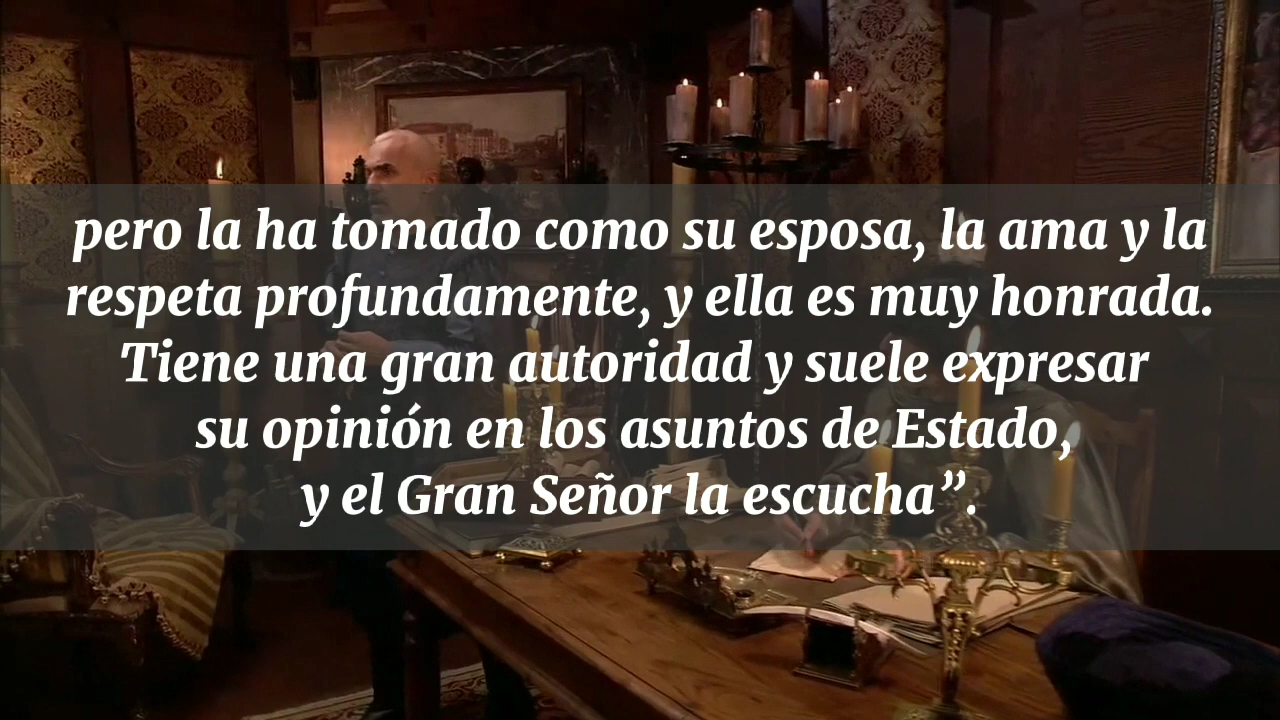 pero la ha tomado como su esposa, la ama y la
respeta profundamente, y ella es muy honrada.
Tiene una gran autoridad y suele expresar
su opinión en los asuntos de Estado,
y el Gran Señor la escucha”.